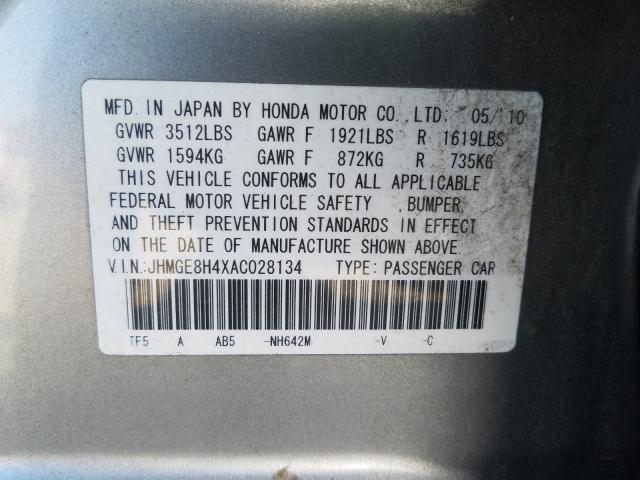 MFD. IN JAPAN BY HONDA MOTOR CO.,LTD. 05/10
GVWR 3512LBS GAWR F 1921LBS R 1619LBS
GVWR 1594KG GAWR F 872KG R 735KG
THIS VEHICLE CONFORMS TO ALL APPLICABLE
FEDERAL MOTOR VEHICLE SAFETY ,BUMPER,
AND THEFT PREVENTION STANDARDS IN EFFECT
ON THE DATE OF MANUFACTURE SHOWN ABOVE.
V.I.N.:JHMGE8H4XAC028134 TYPE: PASSENGER CAR
TF5 A AB5 -NH642M -V -C